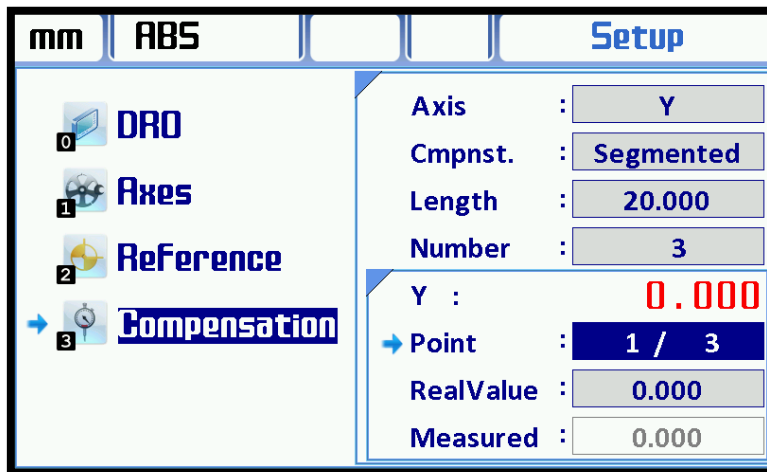 mm ABS Setup
0 DRO
1 Axes
2 Reference
3 Compensation
Axis : Y
Cmpnst. : Segmented
Length : 20.000
Number : 3
Y : 0.000
Point : 1 / 3
RealValue : 0.000
Measured : 0.000